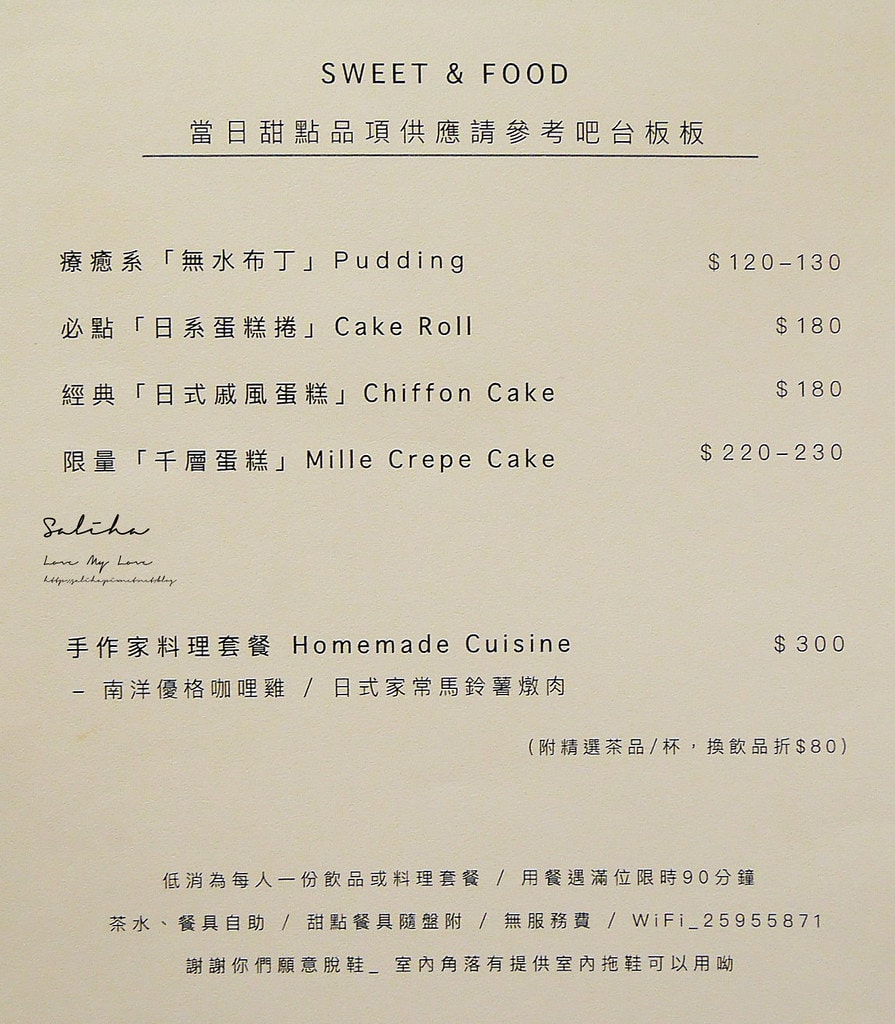 SWEET & FOOD
當日甜點品項供應請參考吧台板板
療癒系「無水布丁」Pudding $120–130
必點「日系蛋糕捲」Cake Roll $180
經典「日式戚風蛋糕」Chiffon Cake $180
限量「千層蛋糕」Mille Crepe Cake $220–230
Saliha
Love My Love
手作家料理套餐 Homemade Cuisine $300
– 南洋優格咖哩雞 / 日式家常馬鈴薯燉肉
(附精選茶品/杯，換飲品折$80)
低消為每人一份飲品或料理套餐 / 用餐遇滿位限時90分鐘
茶水、餐具自助 / 甜點餐具隨盤附 / 無服務費 / WiFi_25955871
謝謝你們願意脫鞋_ 室內角落有提供室內拖鞋可以用呦